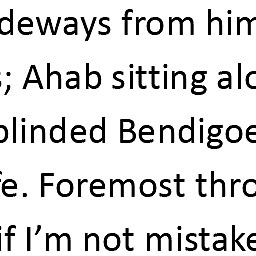 deways from him
s; Ahab sitting alo
blinded Bendigoe
fe. Foremost thro
if I’m not mistake